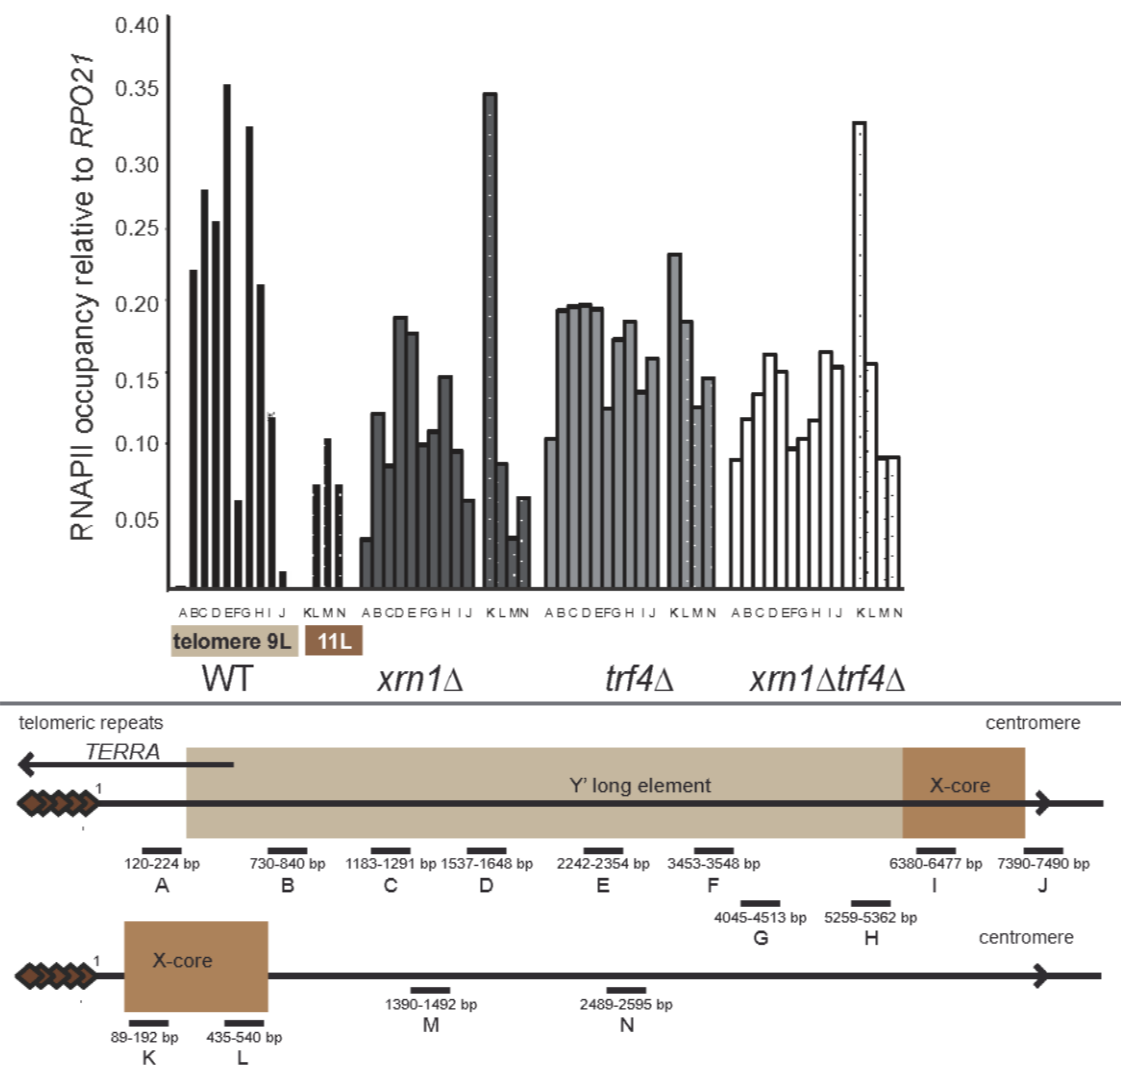 RNAPII occupancy relative to RPO21
0.40
0.35
0.30
0.25
0.20
0.15
0.10
0.05
A B C D E F G H I J K L M N A B C D E F G H I J K L M N A B C D E F G H I J K L M N A B C D E F G H I J K L M N
telomere 9L 11L
WT xrn1Δ trf4Δ xrn1Δtrf4Δ
telomeric repeats centromere
TERRA
1
Y' long element X-core
120-224 bp 730-840 bp 1183-1291 bp 1537-1648 bp 2242-2354 bp 3453-3548 bp 6380-6477 bp 7390-7490 bp
A B C D E F I J
4045-4513 bp 5259-5362 bp
G H
centromere
1
X-core
1390-1492 bp 2489-2595 bp
M N
89-192 bp 435-540 bp
K L